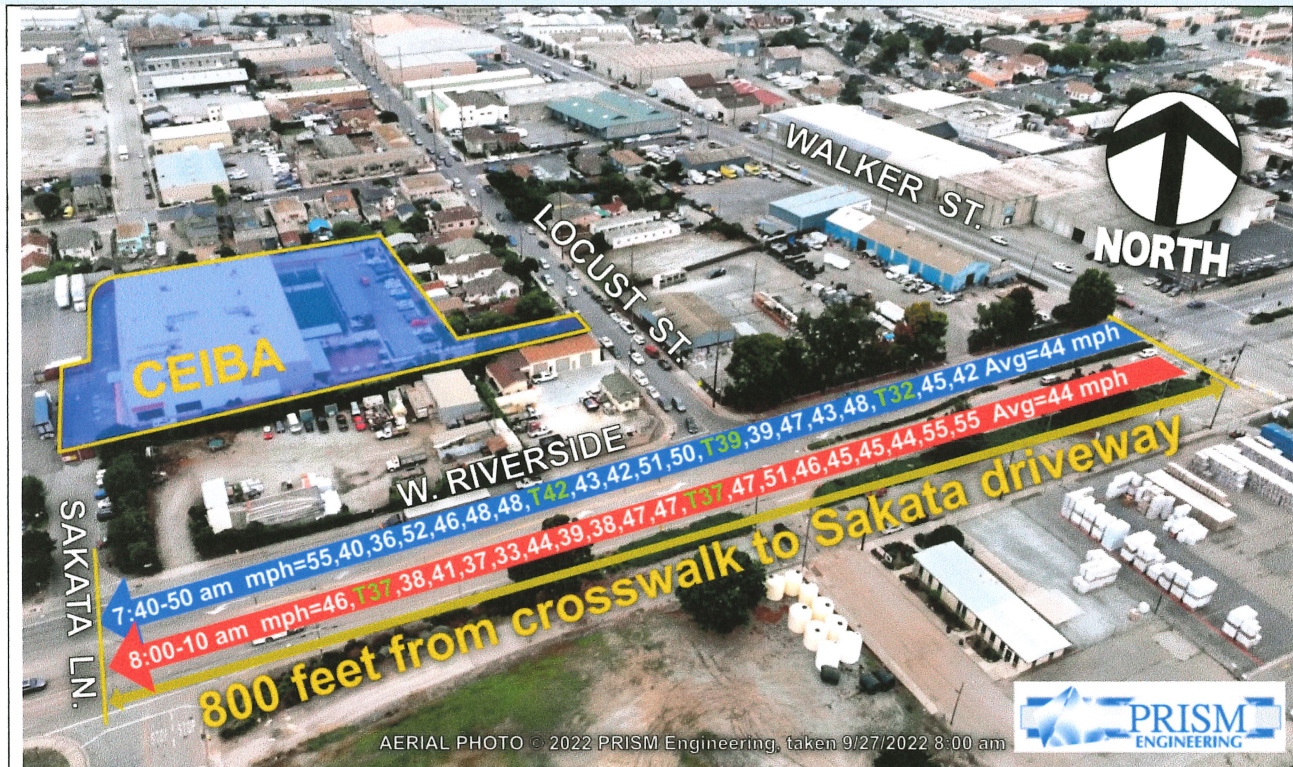 WALKER ST.
NORTH
LOCUST ST.
CEIBA
W. RIVERSIDE
7:40-50 am mph=55,40,36,52,46,48,48,T42,43,42,51,50,T39,39,47,43,48,T32,45,42 Avg=44 mph
8:00-10 am mph=46,T37,38,41,37,33,44,39,38,47,47,T37,47,51,46,45,45,44,55,55 Avg=44 mph
800 feet from crosswalk to Sakata driveway
SAKATA LN.
AERIAL PHOTO © 2022 PRISM Engineering, taken 9/27/2022 8:00 am
PRISM
ENGINEERING